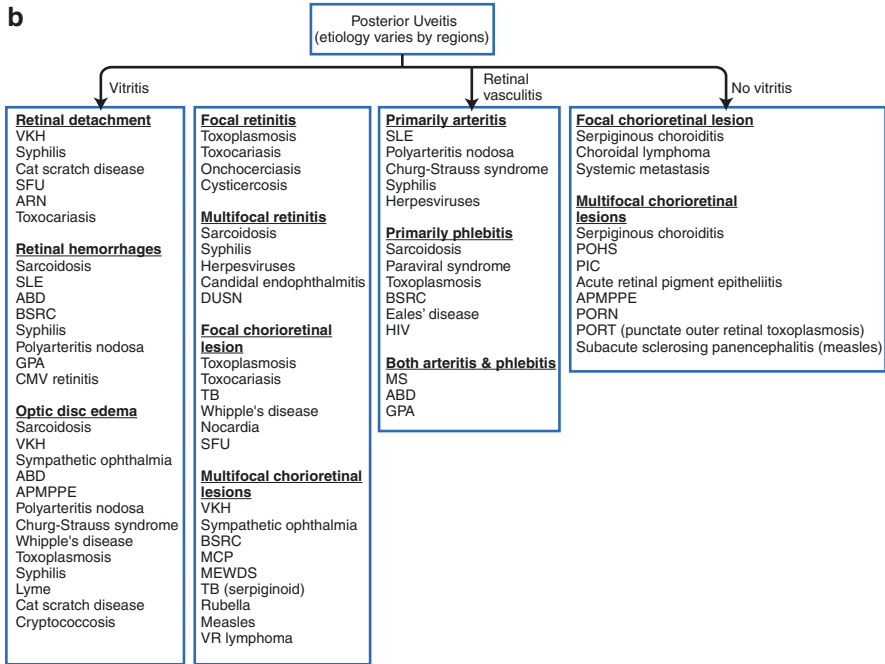 b
Posterior Uveitis
(etiology varies by regions)
Vitritis
Retinal
vasculitis
No vitritis
Retinal detachment
VKH
Syphilis
Cat scratch disease
SFU
ARN
Toxocariasis
Retinal hemorrhages
Sarcoidosis
SLE
ABD
BSRC
Syphilis
Polyarteritis nodosa
GPA
CMV retinitis
Optic disc edema
Sarcoidosis
VKH
Sympathetic ophthalmia
ABD
APMPPE
Polyarteritis nodosa
Churg-Strauss syndrome
Whipple's disease
Toxoplasmosis
Syphilis
Lyme
Cat scratch disease
Cryptococcosis
Focal retinitis
Toxoplasmosis
Toxocariasis
Onchocerciasis
Cysticercosis
Multifocal retinitis
Sarcoidosis
Syphilis
Herpesviruses
Candidal endophthalmitis
DUSN
Focal chorioretinal
lesion
Toxoplasmosis
Toxocariasis
TB
Whipple's disease
Nocardia
SFU
Multifocal chorioretinal
lesions
VKH
Sympathetic ophthalmia
BSRC
MCP
MEWDS
TB (serpiginoid)
Rubella
Measles
VR lymphoma
Primarily arteritis
SLE
Polyarteritis nodosa
Churg-Strauss syndrome
Syphilis
Herpesviruses
Primarily phlebitis
Sarcoidosis
Paraviral syndrome
Toxoplasmosis
BSRC
Eales' disease
HIV
Both arteritis & phlebitis
MS
ABD
GPA
Focal chorioretinal lesion
Serpiginous choroiditis
Choroidal lymphoma
Systemic metastasis
Multifocal chorioretinal
lesions
Serpiginous choroiditis
POHS
PIC
Acute retinal pigment epitheliitis
APMPPE
PORN
PORT (punctate outer retinal toxoplasmosis)
Subacute sclerosing panencephalitis (measles)